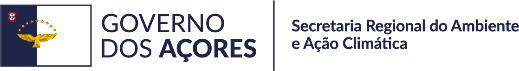 GOVERNO
DOS AÇORES
Secretaria Regional do Ambiente
e Ação Climática